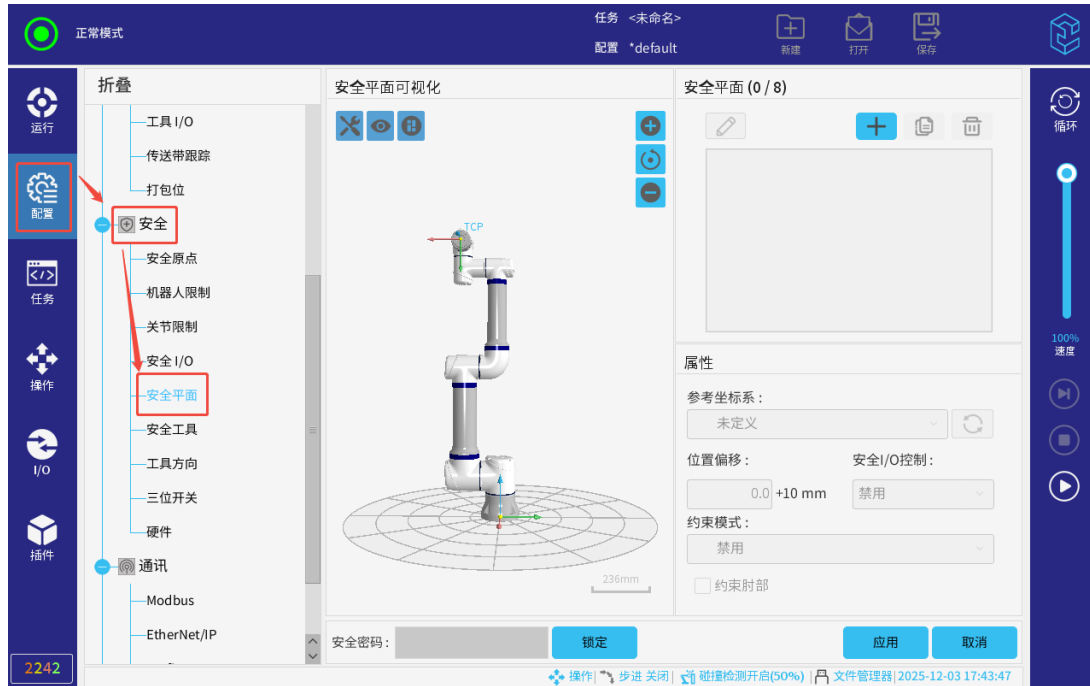 正常模式
任务 <未命名>
配置 *default
新建
打开
保存
运行
配置
任务
操作
I/O
插件
2242
折叠
工具 I/O
传送带跟踪
打包位
安全
安全原点
机器人限制
关节限制
安全 I/O
安全平面
安全工具
工具方向
三位开关
硬件
通讯
Modbus
EtherNet/IP
安全平面可视化
TCP
236mm
安全平面 (0 / 8)
属性
参考坐标系：
未定义
位置偏移： 安全I/O控制：
0.0 +10 mm 禁用
约束模式：
禁用
约束肘部
安全密码： 锁定 应用 取消
循环
100%
速度
操作| 步进 关闭| 碰撞检测开启(50%) | 文件管理器| 2025-12-03 17:43:47